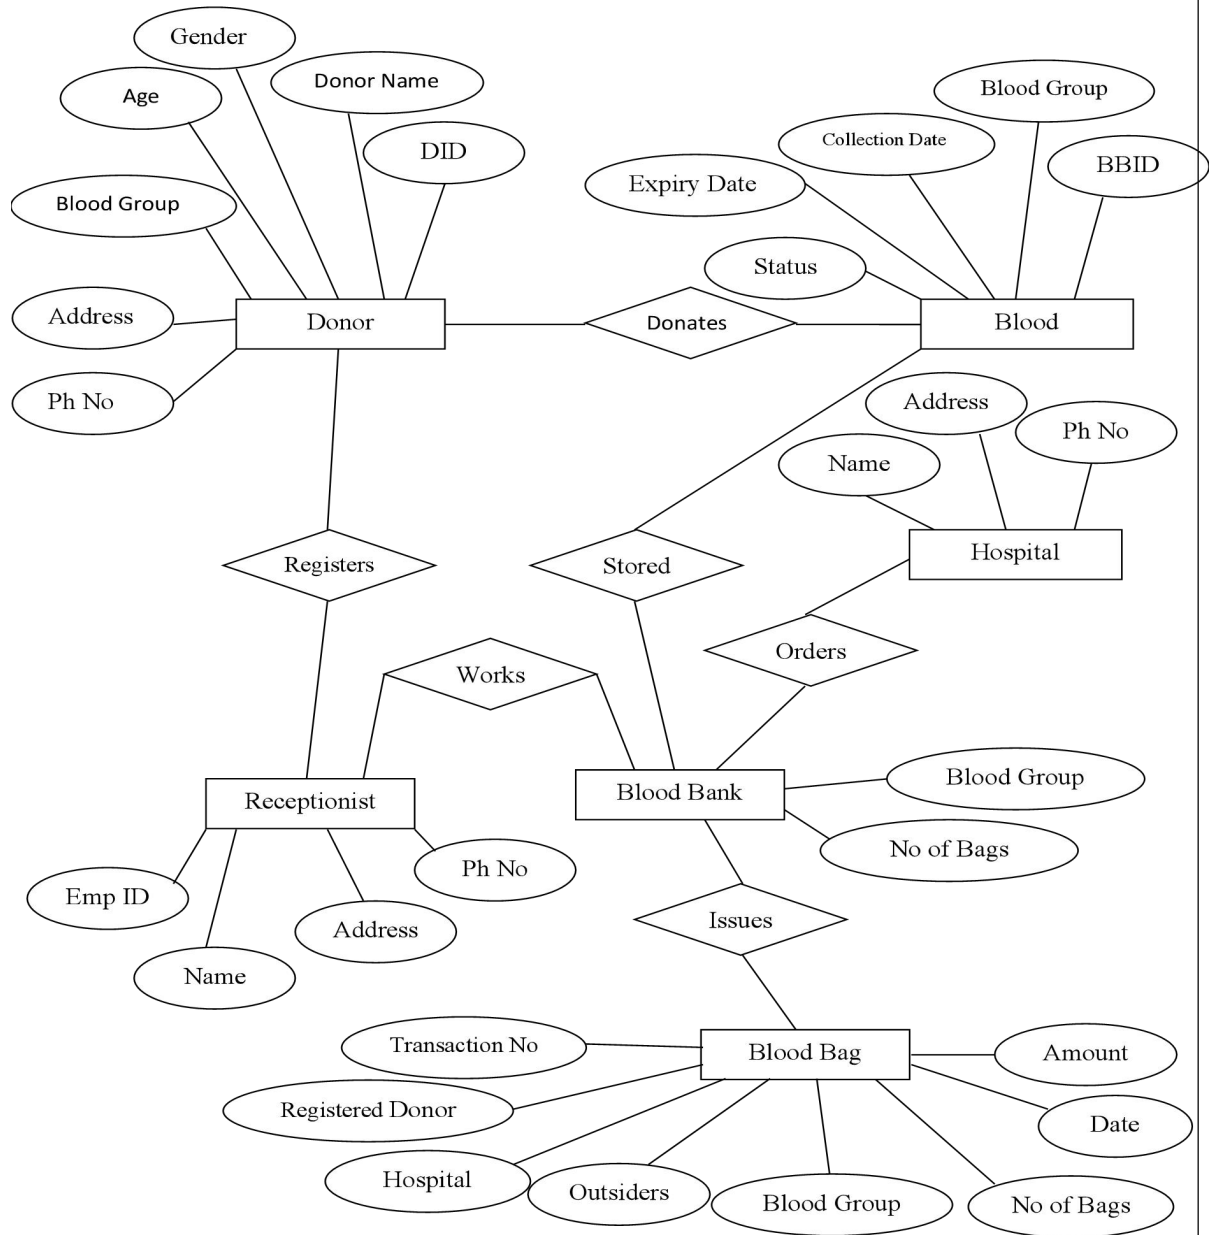 Gender
Donor Name
Age
DID
Blood Group
Address
Ph No
Donor
Blood Group
Collection Date
BBID
Expiry Date
Status
Donates
Blood
Address
Ph No
Name
Hospital
Registers
Stored
Orders
Works
Receptionist
Blood Bank
Blood Group
No of Bags
Ph No
Emp ID
Address
Name
Issues
Transaction No
Blood Bag
Amount
Registered Donor
Date
Hospital
Outsiders
Blood Group
No of Bags